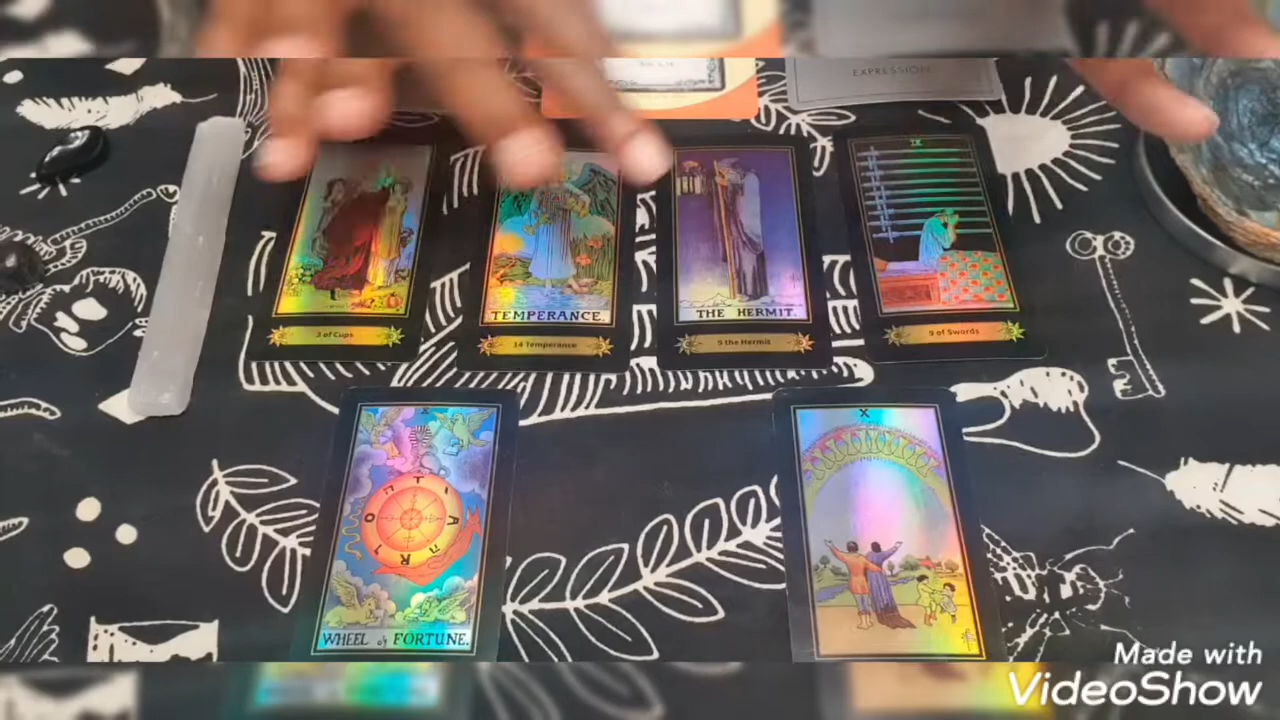 EXPRESSION
IX
TEMPERANCE.
THE HERMIT.
3 of Cups
14 Temperance
9 the Hermit
9 of Swords
X
X
T
A
R
O
WHEEL of FORTUNE.
Made with
VideoShow